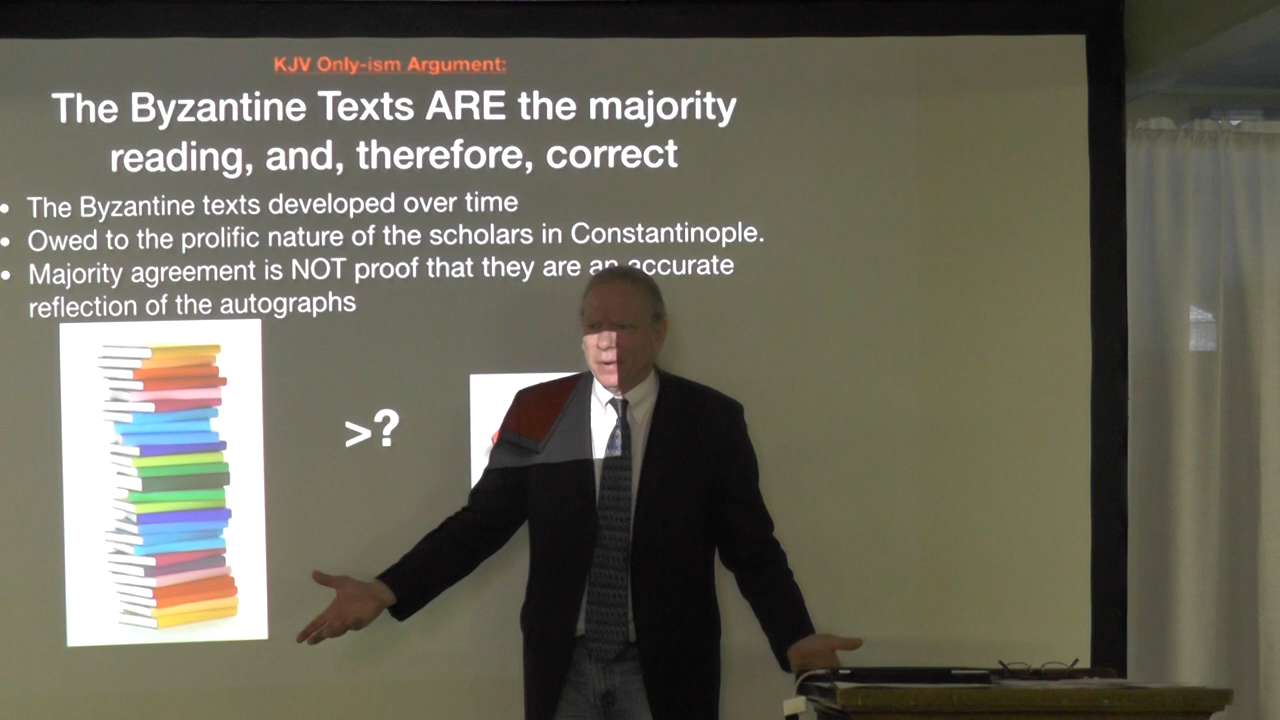 KJV Only-ism Argument:
The Byzantine Texts ARE the majority
reading, and, therefore, correct
• The Byzantine texts developed over time
• Owed to the prolific nature of the scholars in Constantinople.
• Majority agreement is NOT proof that they are an accurate
reflection of the autographs
>?